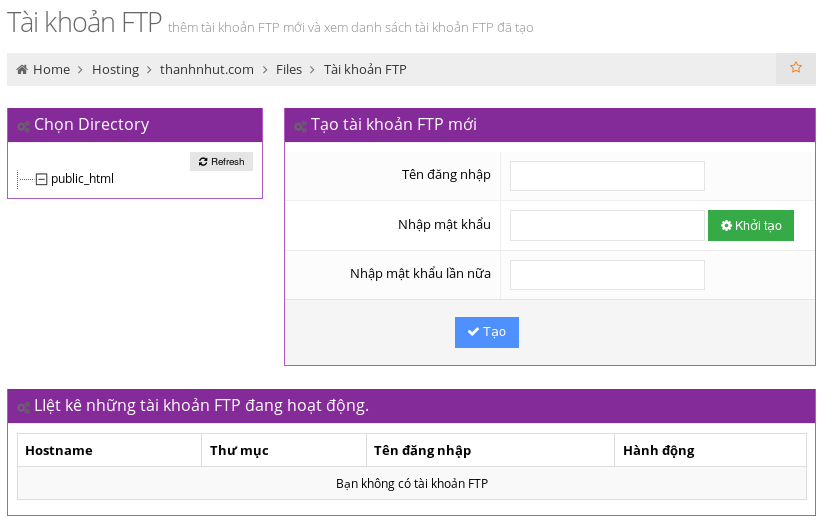 Tài khoản FTP thêm tài khoản FTP mới và xem danh sách tài khoản FTP đã tạo
Home > Hosting > thanhnhut.com > Files > Tài khoản FTP
Chọn Directory
Refresh
public_html
Tạo tài khoản FTP mới
Tên đăng nhập
Nhập mật khẩu Khởi tạo
Nhập mật khẩu lần nữa
Tạo
LIệt kê những tài khoản FTP đang hoạt động.
Hostname Thư mục Tên đăng nhập Hành động
Bạn không có tài khoản FTP